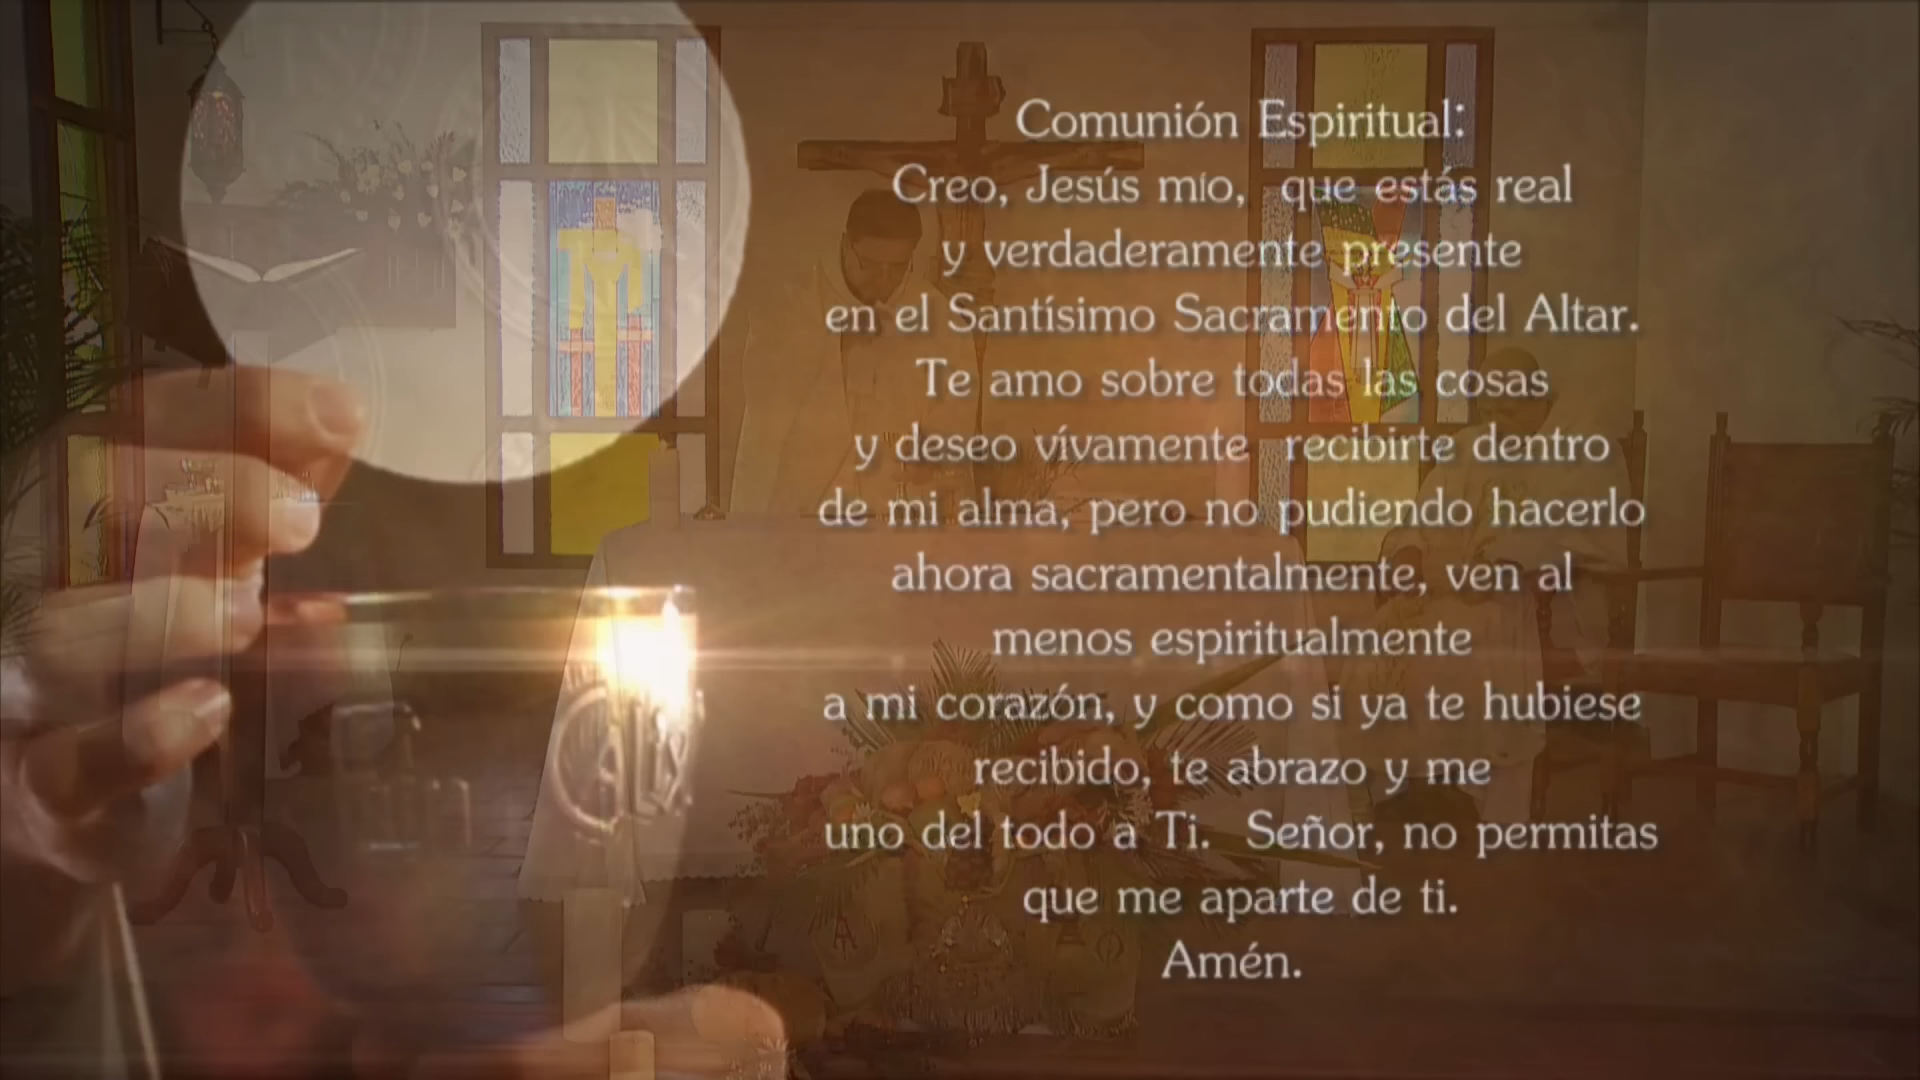 Comunión Espiritual:
Creo, Jesús mío, que estás real
y verdaderamente presente
en el Santísimo Sacramento del Altar.
Te amo sobre todas las cosas
y deseo vívamente recibirte dentro
de mi alma, pero no pudiendo hacerlo
ahora sacramentalmente, ven al
menos espiritualmente
a mi corazón, y como si ya te hubiese
recibido, te abrazo y me
uno del todo a Ti. Señor, no permitas
que me aparte de ti.
Amén.